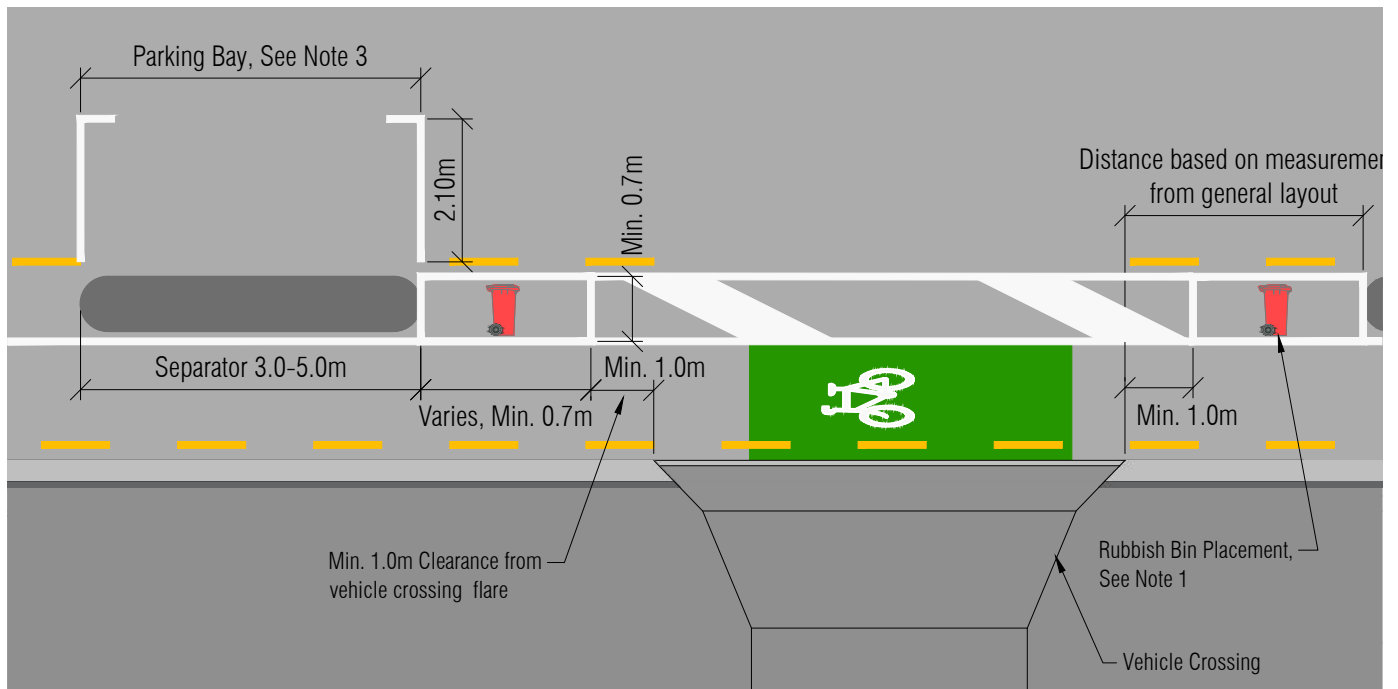 Parking Bay, See Note 3
2.10m
Min. 0.7m
Distance based on measuremen
from general layout
Separator 3.0-5.0m
Min. 1.0m
Varies, Min. 0.7m
Min. 1.0m
Min. 1.0m Clearance from
vehicle crossing flare
Rubbish Bin Placement,
See Note 1
Vehicle Crossing